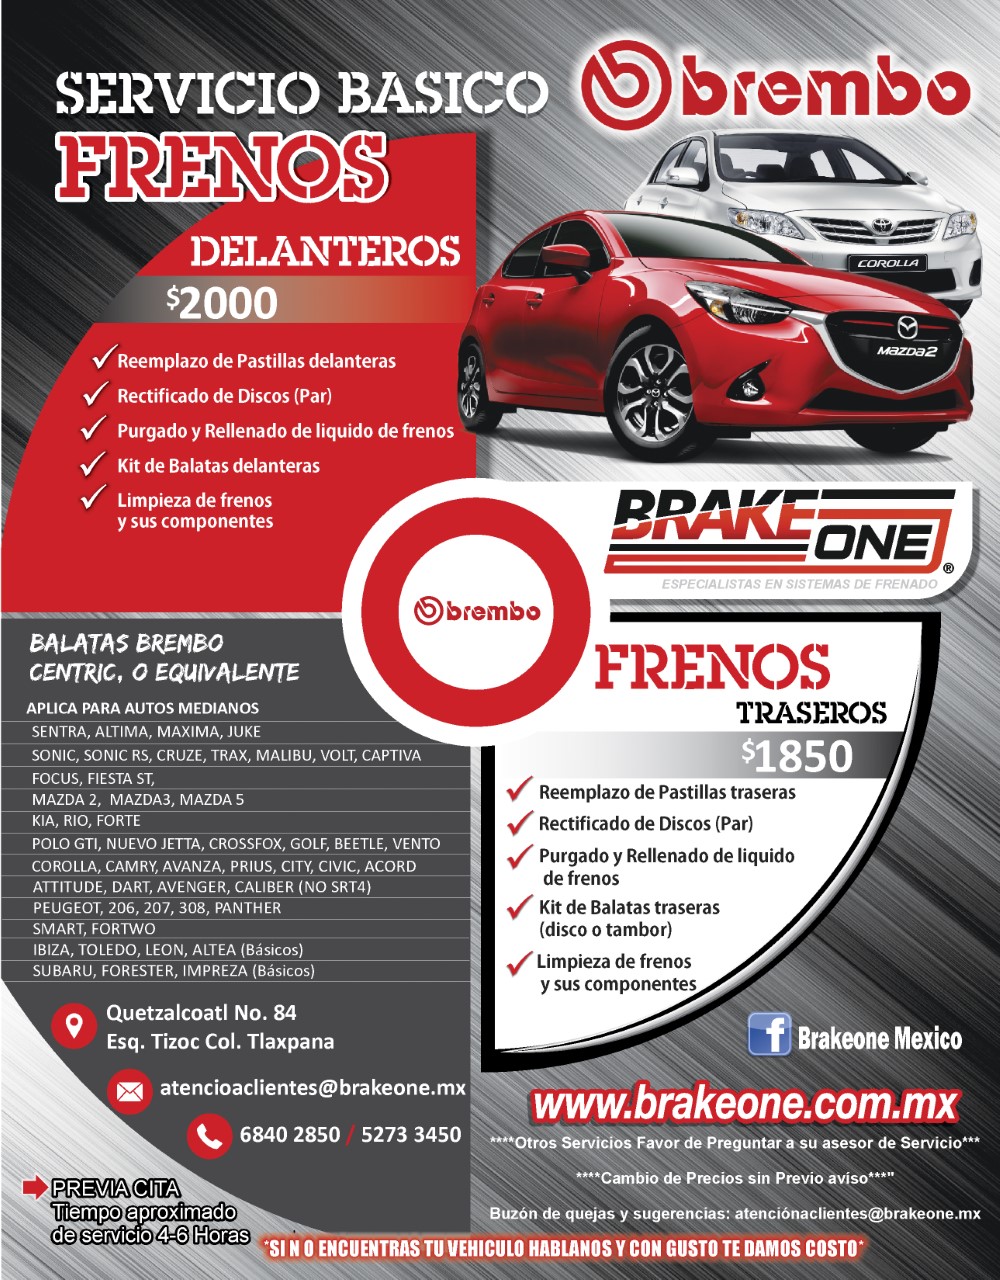 SERVICIO BASICO
FRENOS
brembo
DELANTEROS
$2000
Reemplazo de Pastillas delanteras
Rectificado de Discos (Par)
Purgado y Rellenado de liquido de frenos
Kit de Balatas delanteras
Limpieza de frenos
y sus componentes
COROLLA
mazda2
BRAKE
ONE
®
ESPECIALISTAS EN SISTEMAS DE FRENADO
brembo
BALATAS BREMBO
CENTRIC, O EQUIVALENTE
APLICA PARA AUTOS MEDIANOS
SENTRA, ALTIMA, MAXIMA, JUKE
SONIC, SONIC RS, CRUZE, TRAX, MALIBU, VOLT, CAPTIVA
FOCUS, FIESTA ST,
MAZDA 2, MAZDA3, MAZDA 5
KIA, RIO, FORTE
POLO GTI, NUEVO JETTA, CROSSFOX, GOLF, BEETLE, VENTO
COROLLA, CAMRY, AVANZA, PRIUS, CITY, CIVIC, ACORD
ATTITUDE, DART, AVENGER, CALIBER (NO SRT4)
PEUGEOT, 206, 207, 308, PANTHER
SMART, FORTWO
IBIZA, TOLEDO, LEON, ALTEA (Básicos)
SUBARU, FORESTER, IMPREZA (Básicos)
FRENOS
TRASEROS
$1850
Reemplazo de Pastillas traseras
Rectificado de Discos (Par)
Purgado y Rellenado de liquido
de frenos
Kit de Balatas traseras
(disco o tambor)
Limpieza de frenos
y sus componentes
Quetzalcoatl No. 84
Esq. Tizoc Col. Tlaxpana
atencioaclientes@brakeone.mx
6840 2850 / 5273 3450
f Brakeone Mexico
www.brakeone.com.mx
****Otros Servicios Favor de Preguntar a su asesor de Servicio***
****Cambio de Precios sin Previo avíso***"
Buzón de quejas y sugerencias: atenciónaclientes@brakeone.mx
PREVIA CITA
Tiempo aproximado
de servicio 4-6 Horas
*SI N O ENCUENTRAS TU VEHICULO HABLANOS Y CON GUSTO TE DAMOS COSTO*